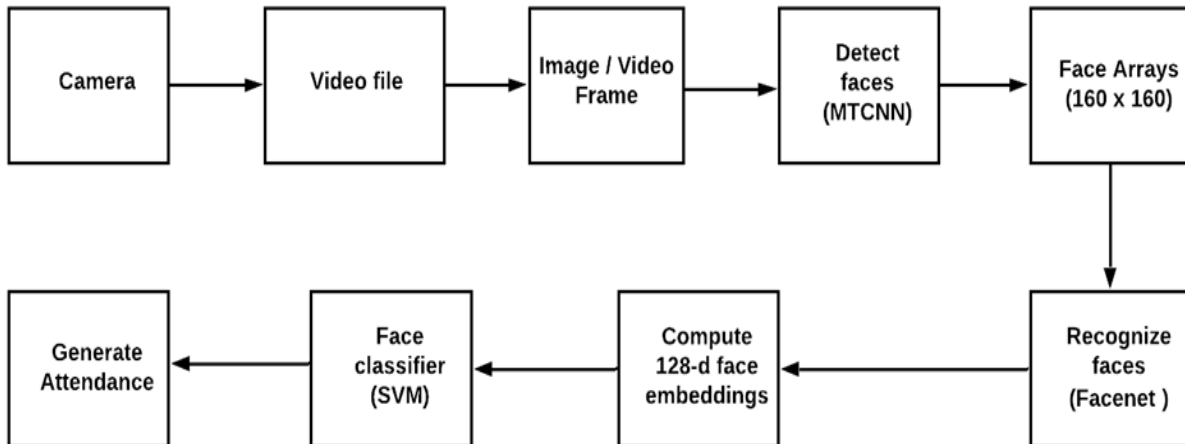 Camera
Video file
Image / Video
Frame
Detect
faces
(MTCNN)
Face Arrays
(160 x 160)
Recognize
faces
(Facenet )
Compute
128-d face
embeddings
Face
classifier
(SVM)
Generate
Attendance